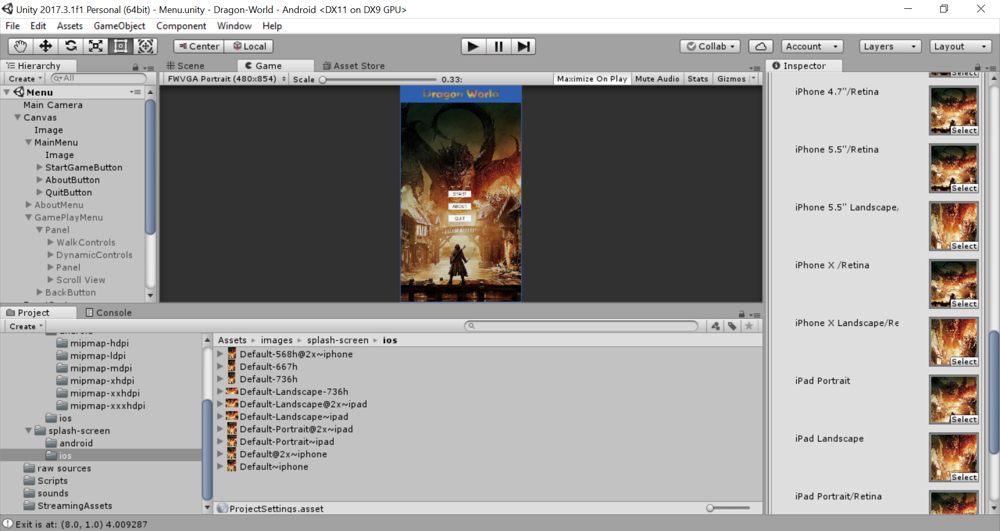 Unity 2017.3.1f1 Personal (64bit) - Menu.unity - Dragon-World - Android <DX11 on DX9 GPU>
File Edit Assets GameObject Component Window Help
Center Local Collab Account Layers Layout
Hierarchy
Create All
Menu
Main Camera
Canvas
Image
MainMenu
Image
StartGameButton
AboutButton
QuitButton
AboutMenu
GamePlayMenu
Panel
WalkControls
DynamicControls
Panel
Scroll View
BackButton
Scene Game Asset Store
FWVGA Portrait (480x854) Scale 0.33: Maximize On Play Mute Audio Stats Gizmos
Dragon World
START
ABOUT
QUIT
Inspector
Select
iPhone 4.7"/Retina
Select
iPhone 5.5"/Retina
Select
iPhone 5.5" Landscape/
Select
iPhone X /Retina
Select
iPhone X Landscape/Re
Select
iPad Portrait
Select
iPad Landscape
Select
iPad Portrait/Retina
Project Console
Create
android
mipmap-hdpi
mipmap-ldpi
mipmap-mdpi
mipmap-xhdpi
mipmap-xxhdpi
mipmap-xxxhdpi
ios
splash-screen
android
ios
raw sources
Scripts
sounds
StreamingAssets
Assets images splash-screen ios
Default-568h@2x~iphone
Default-667h
Default-736h
Default-Landscape-736h
Default-Landscape@2x~ipad
Default-Landscape~ipad
Default-Portrait@2x~ipad
Default-Portrait~ipad
Default@2x~iphone
Default~iphone
ProjectSettings.asset
Exit is at: (8.0, 1.0) 4.009287